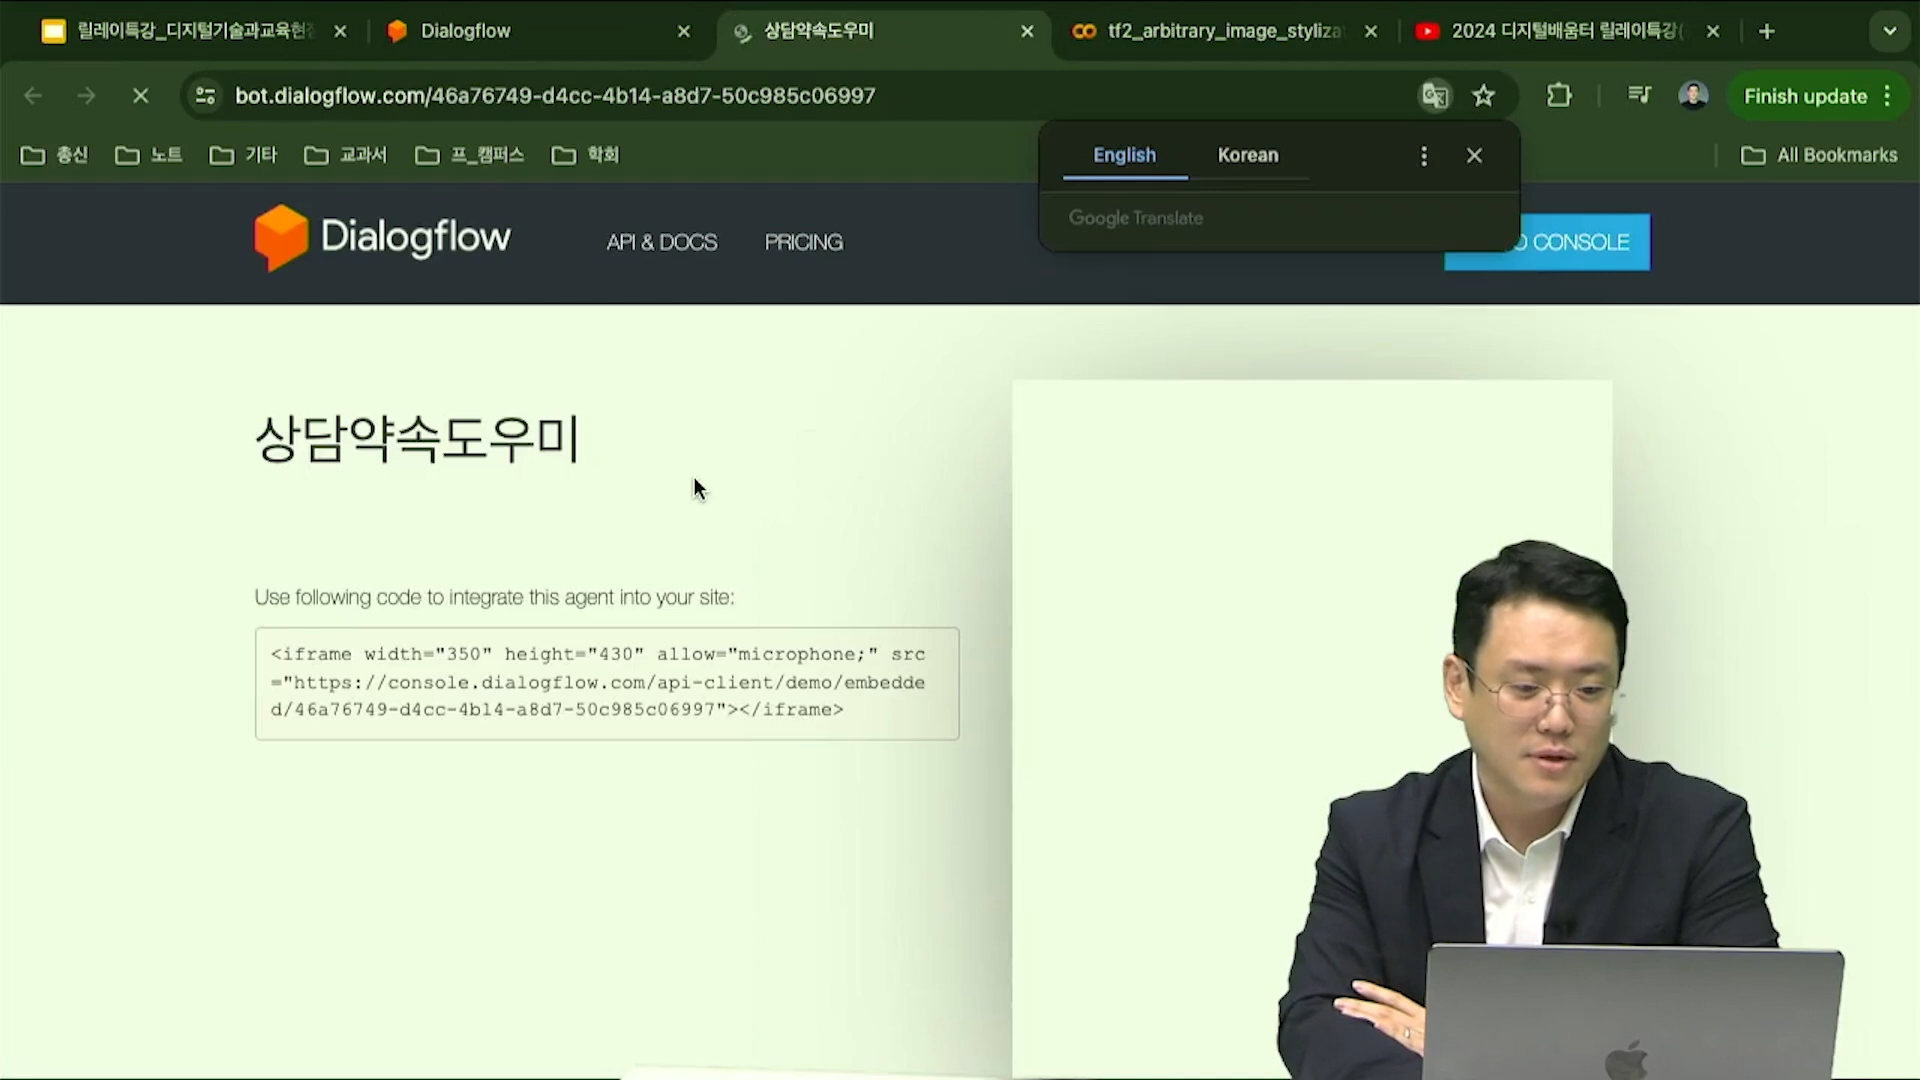 릴레이특강_디지털기술과교육현장
Dialogflow
상담약속도우미
tf2_arbitrary_image_styliza
2024 디지털배움터 릴레이특강(
bot.dialogflow.com/46a76749-d4cc-4b14-a8d7-50c985c06997
Finish update
총신
노트
기타
교과서
프_캠퍼스
학회
English
Korean
All Bookmarks
Google Translate
Dialogflow
API & DOCS
PRICING
O CONSOLE
상담약속도우미
Use following code to integrate this agent into your site:
<iframe width="350" height="430" allow="microphone;" src
="https://console.dialogflow.com/api-client/demo/embedde
d/46a76749-d4cc-4b14-a8d7-50c985c06997"></iframe>